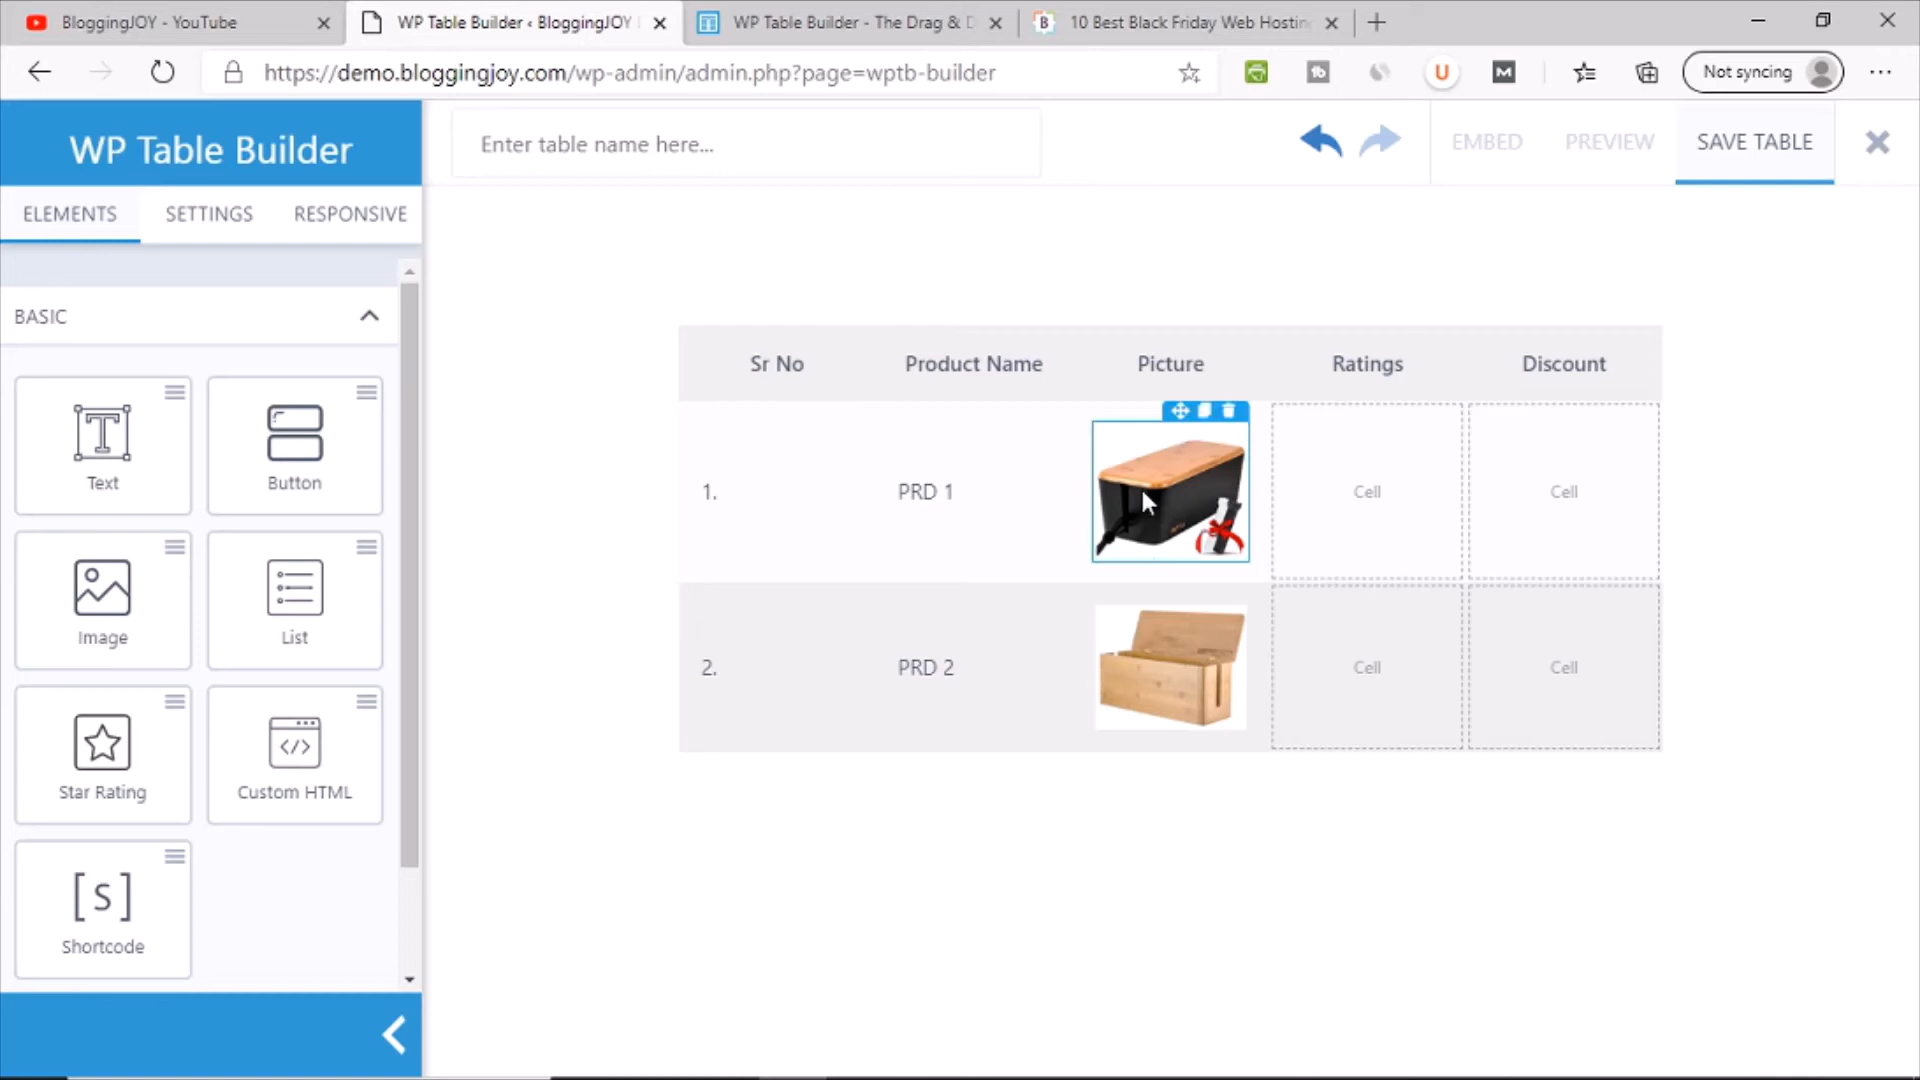 BloggingJOY - YouTube
WP Table Builder ‹ BloggingJOY
WP Table Builder - The Drag & D
10 Best Black Friday Web Hostin
https://demo.bloggingjoy.com/wp-admin/admin.php?page=wptb-builder
Not syncing
WP Table Builder
Enter table name here...
EMBED
PREVIEW
SAVE TABLE
ELEMENTS
SETTINGS
RESPONSIVE
BASIC
Text
Button
Image
List
Star Rating
Custom HTML
[S]
Shortcode
Sr No
Product Name
Picture
Ratings
Discount
1.
PRD 1
Cell
Cell
2.
PRD 2
Cell
Cell